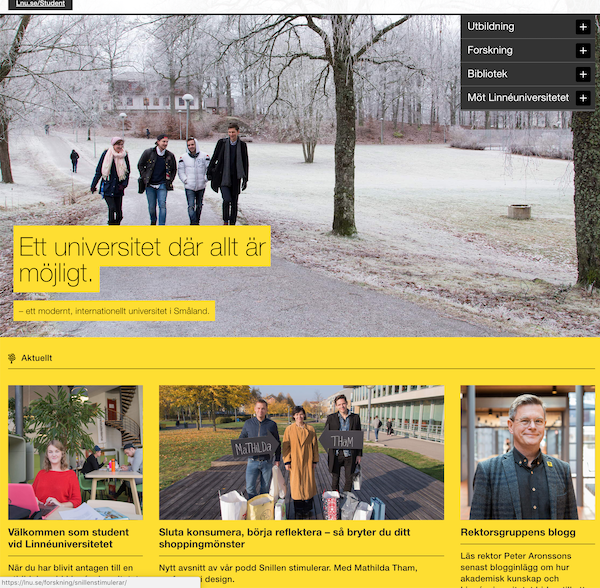 Lnu.se/Student
Utbildning
Forskning
Bibliotek
Möt Linnéuniversitetet
Ett universitet där allt är
möjligt.
– ett modernt, internationellt universitet i Småland.
Aktuellt
MATHILDA
THAM
Välkommen som student
vid Linnéuniversitetet
När du har blivit antagen till en
Sluta konsumera, börja reflektera – så bryter du ditt
shoppingmönster
Nytt avsnitt av vår podd Snillen stimulerar. Med Mathilda Tham,
i design.
Rektorsgruppens blogg
Läs rektor Peter Aronssons
senast blogginlägg om hur
akademisk kunskap och
https://lnu.se/forskning/snillenstimulerar/